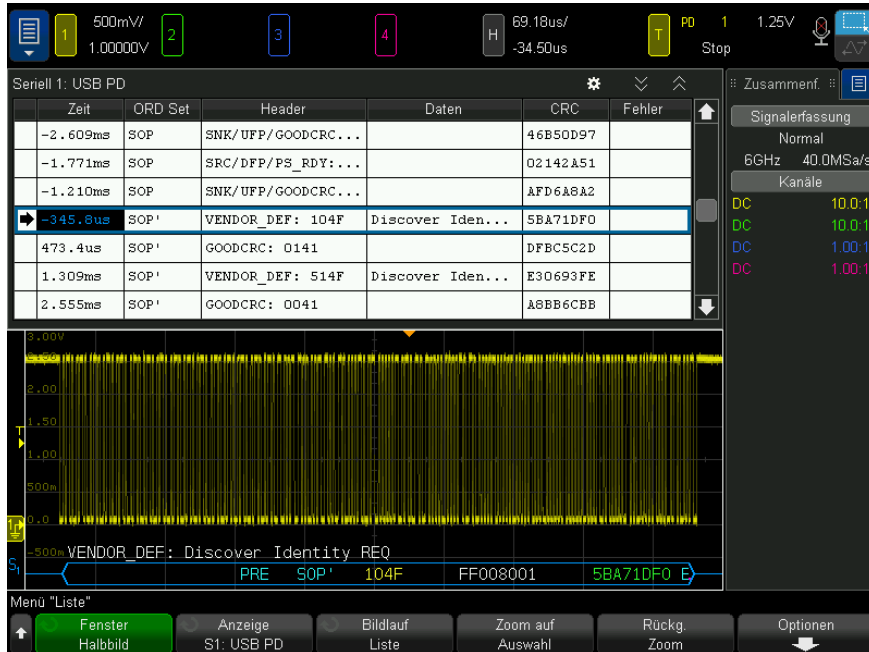 1 500mV/ 1.00000V 2 3 4 H 69.18us/ -34.50us T PD 1 1.25V Stop
Seriell 1: USB PD
Zeit ORD Set Header Daten CRC Fehler
-2.609ms SOP SNK/UFP/GOODCRC... 46B50D97
-1.771ms SOP SRC/DFP/PS_RDY:... 02142A51
-1.210ms SOP SNK/UFP/GOODCRC... AFD6A8A2
-345.8us SOP' VENDOR_DEF: 104F Discover Iden... 5BA71DF0
473.4us SOP' GOODCRC: 0141 DFBC5C2D
1.309ms SOP' VENDOR_DEF: 514F Discover Iden... E30693FE
2.555ms SOP' GOODCRC: 0041 A8BB6CBB
Zusammenf.
Signalerfassung
Normal
6GHz 40.0MSa/s
Kanäle
DC 10.0:1
DC 10.0:1
DC 1.00:1
DC 1.00:1
3.00V
2.00
T
1.50
1.00
500m
0.0
-500m
VENDOR_DEF: Discover Identity REQ
S1 PRE SOP' 104F FF008001 5BA71DF0 E
Menü "Liste"
Fenster Halbbild
Anzeige S1: USB PD
Bildlauf Liste
Zoom auf Auswahl
Rückg. Zoom
Optionen